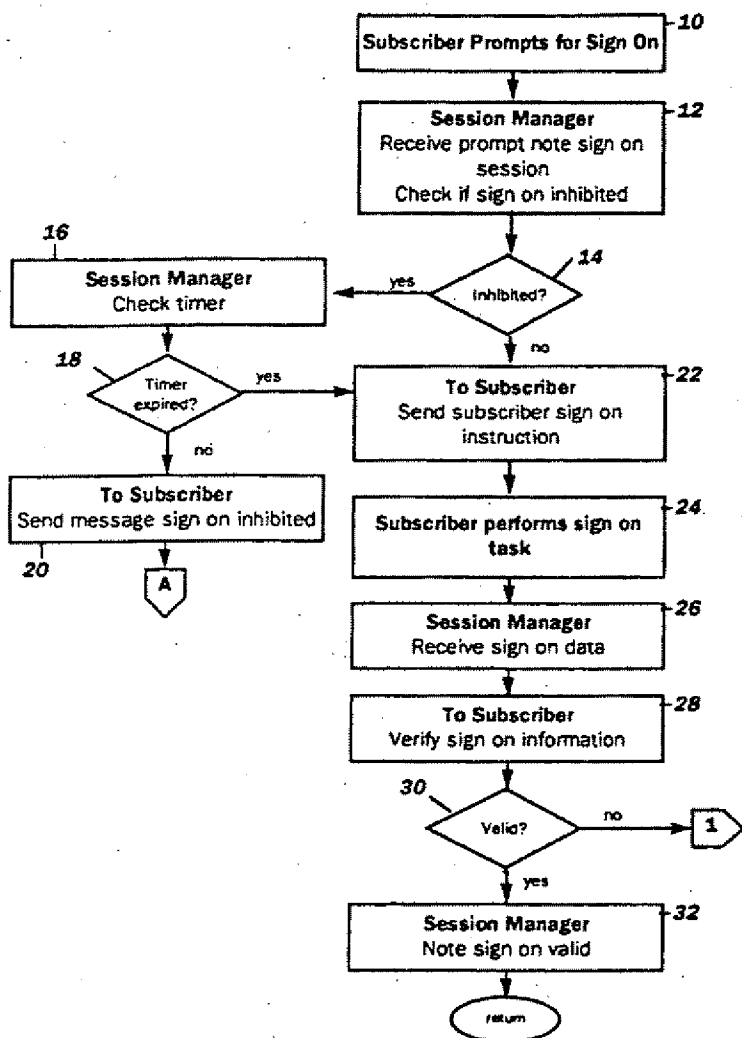 10
Subscriber Prompts for Sign On
12
Session Manager
Receive prompt note sign on
session
Check if sign on inhibited
14
Inhibited?
yes
no
16
Session Manager
Check timer
18
Timer
expired?
yes
no
20
To Subscriber
Send message sign on inhibited
A
22
To Subscriber
Send subscriber sign on
instruction
24
Subscriber performs sign on
task
26
Session Manager
Receive sign on data
28
To Subscriber
Verify sign on information
30
Valid?
no
1
yes
32
Session Manager
Note sign on valid
return